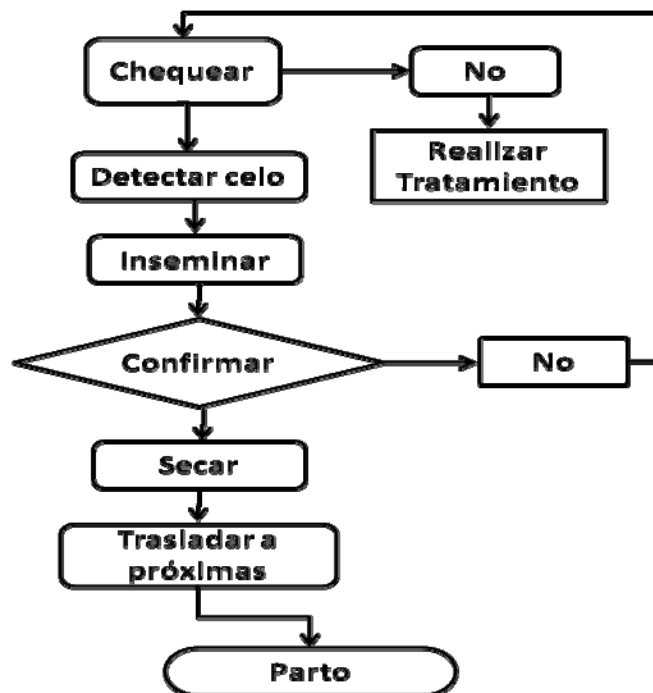 Chequear
No
Realizar
Tratamiento
Detectar celo
Inseminar
Confirmar
No
Secar
Trasladar a
próximas
Parto